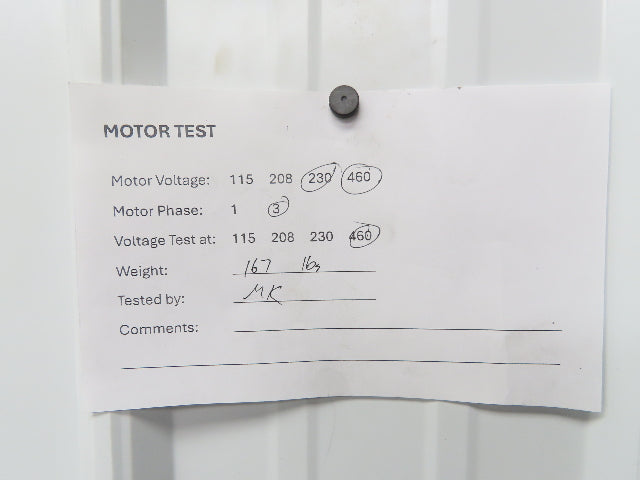 MOTOR TEST
Motor Voltage: 115 208 230 460
Motor Phase: 1 3
Voltage Test at: 115 208 230 460
Weight: 167 lbs
Tested by: MK
Comments: